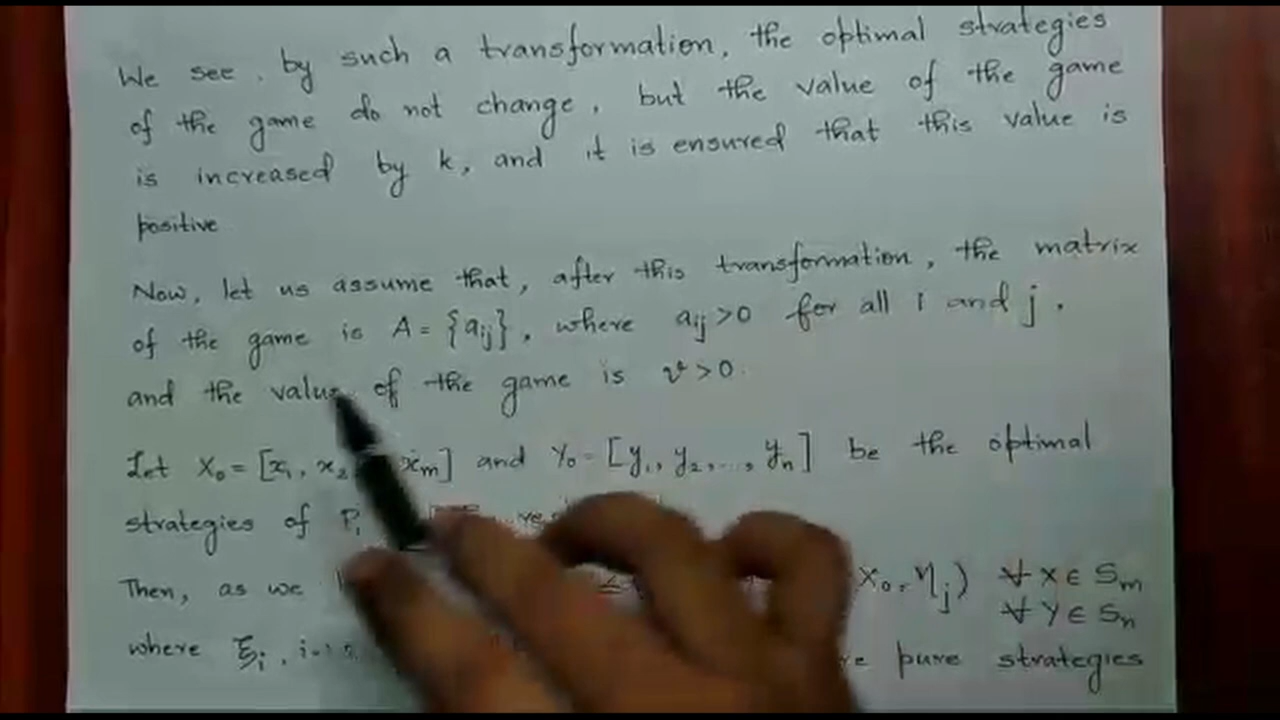 We see, by such a transformation, the optimal strategies
of the game do not change, but the value of the game
is increased by k, and it is ensured that this value is
positive
Now, let us assume that, after this transformation, the matrix
of the game is A = {aij}, where aij > 0 for all i and j.
and the value of the game is v > 0.
Let X₀ = [x₁, x₂ xm] and Y₀ = [y₁, y₂, ..., yn] be the optimal
strategies of P₁
Then, as we ≤ X₀, ηj) ∀ X ∈ Sm
∀ Y ∈ Sn
where ξi, i= pure strategies